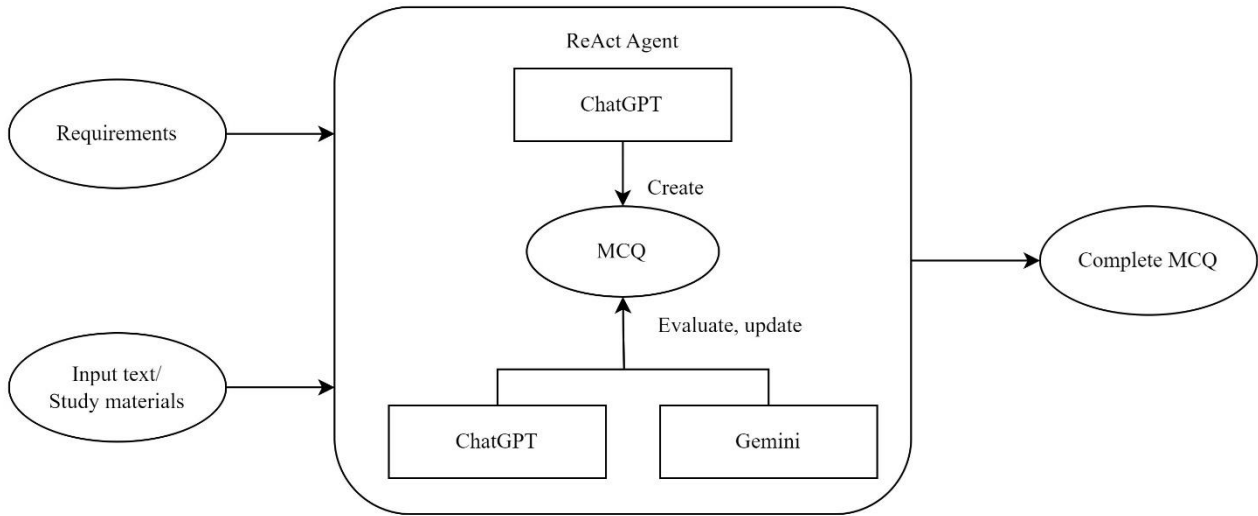 ReAct Agent
ChatGPT
Requirements
Create
MCQ
Complete MCQ
Evaluate, update
Input text/
Study materials
ChatGPT
Gemini